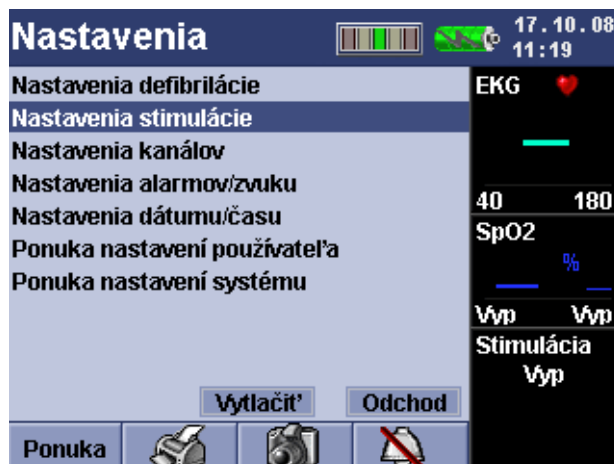 Nastavenia
17.10.08
11:19
Nastavenia defibrilácie
Nastavenia stimulácie
Nastavenia kanálov
Nastavenia alarmov/zvuku
Nastavenia dátumu/času
Ponuka nastavení používateľa
Ponuka nastavení systému
Vytlačiť
Odchod
Ponuka
EKG
40 180
SpO2
%
Vyp Vyp
Stimulácia
Vyp